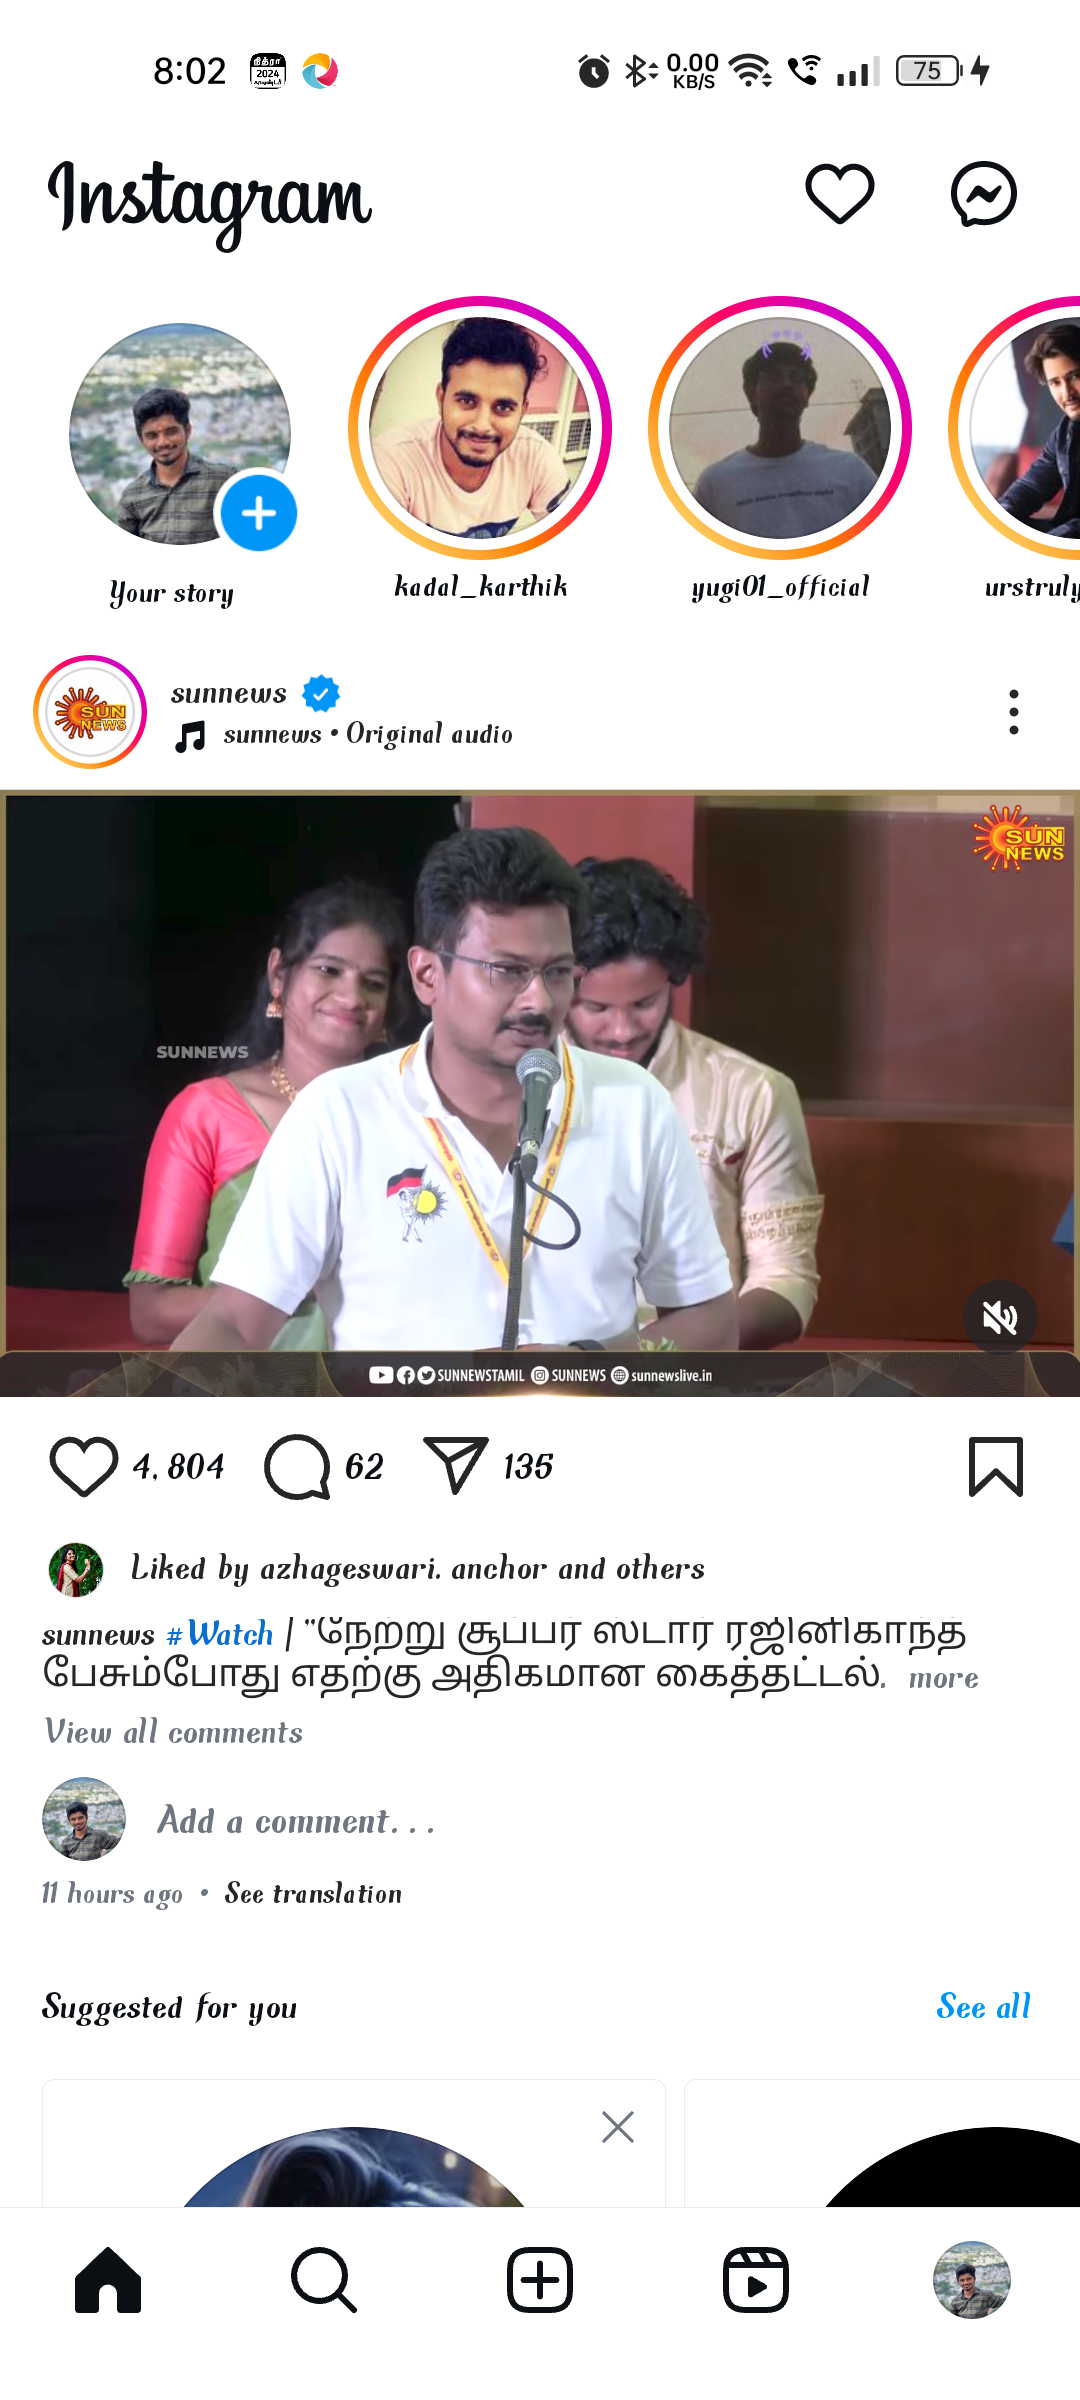 8:02
நித்ரா
2024
0.00
KB/S
75
Instagram
Your story
kadal_karthik
yugi01_official
urstruly
sunnews
sunnews • Original audio
SUN
NEWS
SUN
NEWS
SUNNEWS
SUNNEWSTAMIL SUNNEWS sunnewslive.in
4,804 62 135
Liked by azhageswari.anchor and others
sunnews #Watch | "நேற்று சூப்பர் ஸ்டார் ரஜினிகாந்த்
பேசும்போது எதற்கு அதிகமான கைத்தட்டல். more
View all comments
Add a comment...
11 hours ago • See translation
Suggested for you
See all